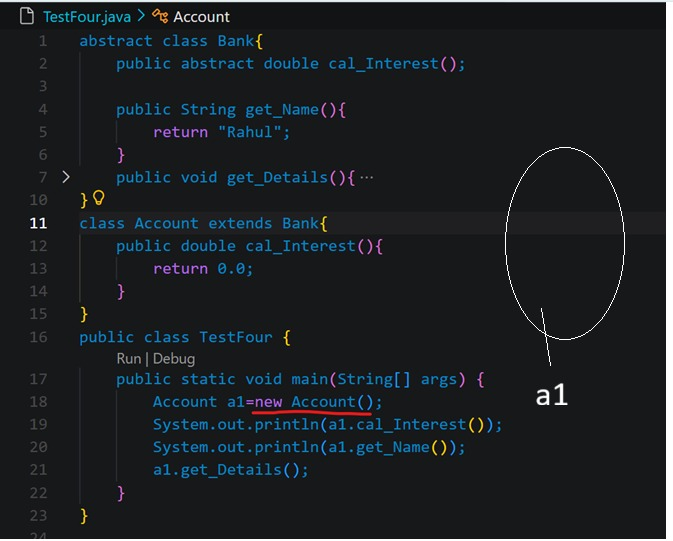 TestFour.java > Account
1 abstract class Bank{
2 public abstract double cal_Interest();
3
4 public String get_Name(){
5 return "Rahul";
6 }
7 > public void get_Details(){ ···
10 }
11 class Account extends Bank{
12 public double cal_Interest(){
13 return 0.0;
14 }
15 }
16 public class TestFour {
Run | Debug
17 public static void main(String[] args) {
18 Account a1=new Account();
19 System.out.println(a1.cal_Interest());
20 System.out.println(a1.get_Name());
21 a1.get_Details();
22 }
23 }
24
a1